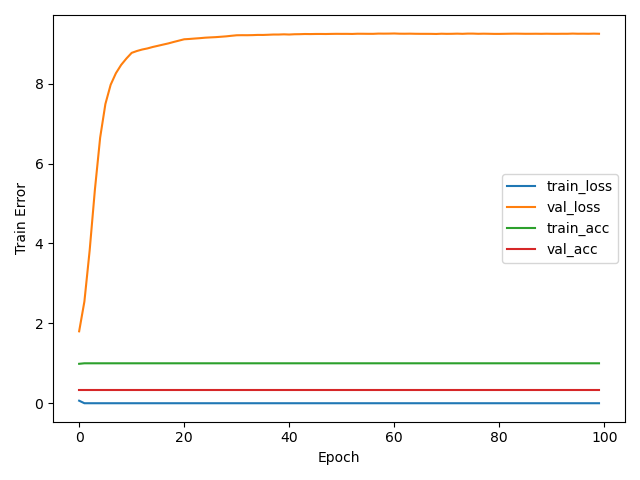 8
6
4
2
0
Train Error
train_loss
val_loss
train_acc
val_acc
0 20 40 60 80 100
Epoch